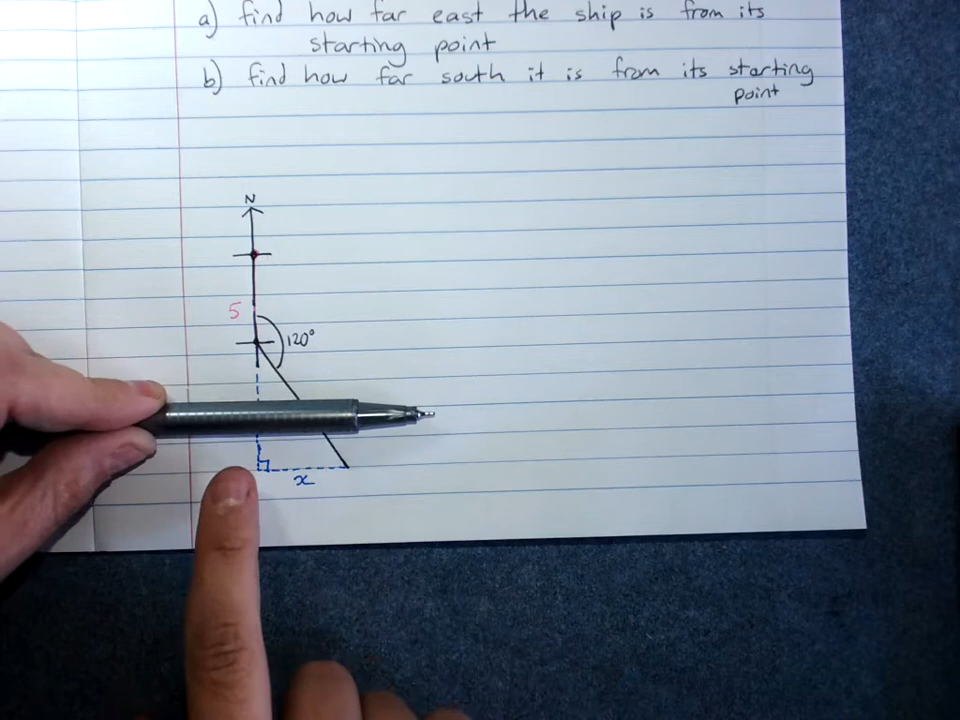 a) find how far east the ship is from its
starting point
b) find how far south it is from its starting
point
N
5
120°
x